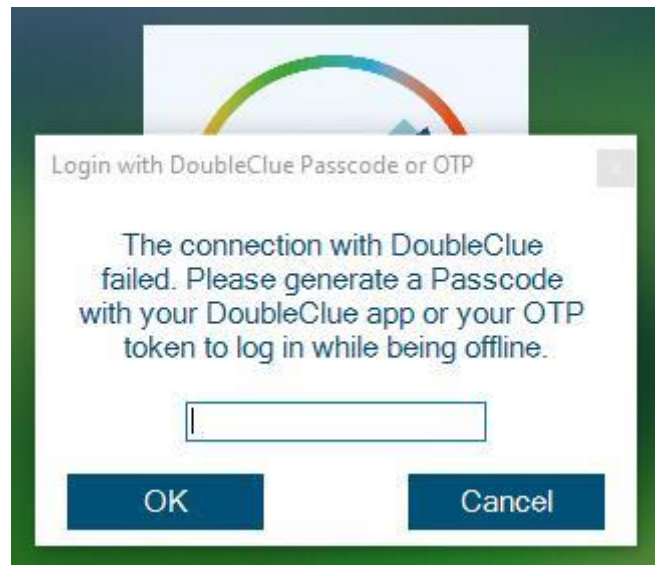 Login with DoubleClue Passcode or OTP
The connection with DoubleClue
failed. Please generate a Passcode
with your DoubleClue app or your OTP
token to log in while being offline.
OK
Cancel